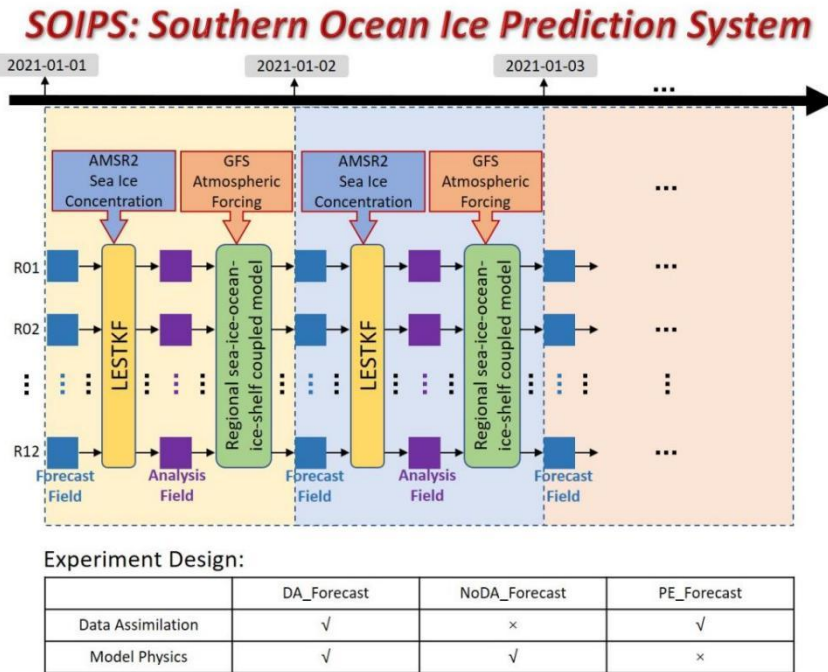 SOIPS: Southern Ocean Ice Prediction System
2021-01-01 2021-01-02 2021-01-03
...
AMSR2
Sea Ice
Concentration
GFS
Atmospheric
Forcing
AMSR2
Sea Ice
Concentration
GFS
Atmospheric
Forcing
...
R01
...
R02
...
R12
...
LESTKF
Regional sea-ice-ocean-
ice-shelf coupled model
LESTKF
Regional sea-ice-ocean-
ice-shelf coupled model
Forecast
Field
Analysis
Field
Forecast
Field
Analysis
Field
Forecast
Field
Experiment Design:
DA_Forecast NoDA_Forecast PE_Forecast
Data Assimilation √ × √
Model Physics √ √ ×